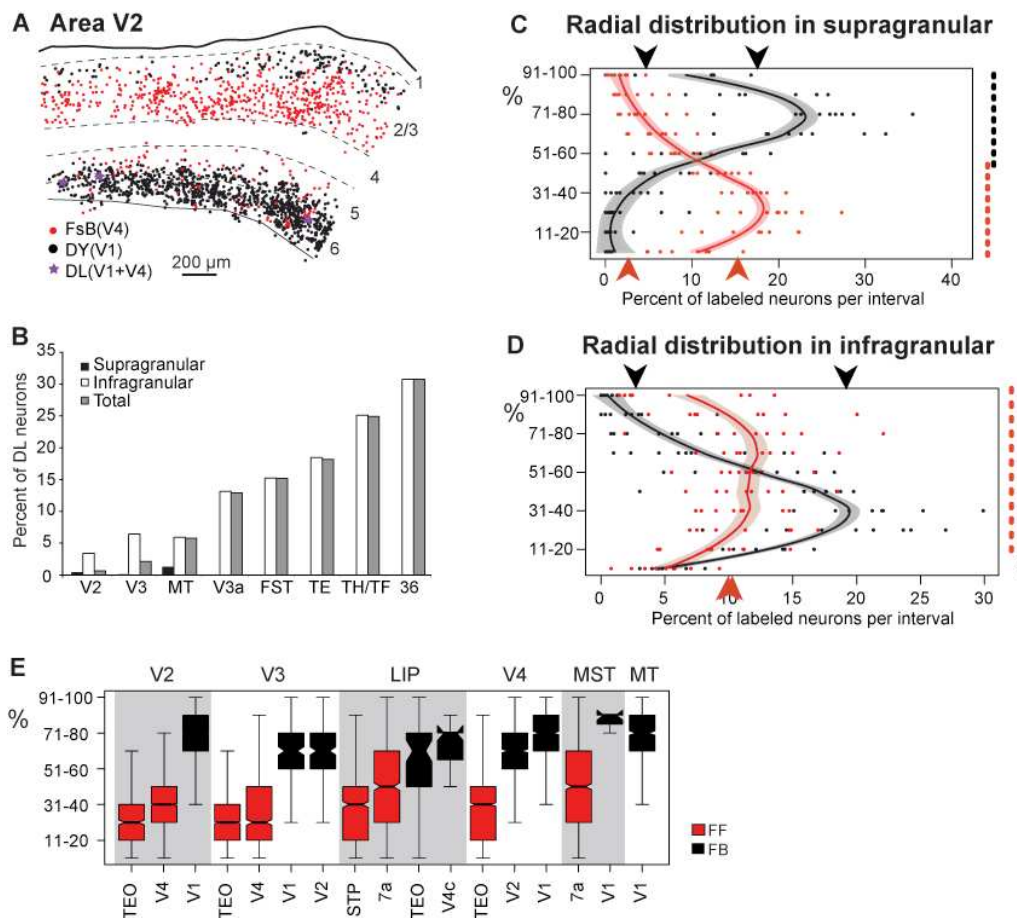 A Area V2
1
2/3
4
5
6
FsB(V4)
DY(V1)
DL(V1+V4)
200 µm
B
35
30
25
20
15
10
5
0
Percent of DL neurons
Supragranular
Infragranular
Total
V2 V3 MT V3a FST TE TH/TF 36
C Radial distribution in supragranular
%
91-100
71-80
51-60
31-40
11-20
0 10 20 30 40
Percent of labeled neurons per interval
D Radial distribution in infragranular
%
91-100
71-80
51-60
31-40
11-20
0 5 10 15 20 25 30
Percent of labeled neurons per interval
E
V2 V3 LIP V4 MST MT
%
91-100
71-80
51-60
31-40
11-20
TEO V4 V1 TEO V4 V1 V2 STP 7a TEO V4c TEO V2 V1 7a V1 V1
FF
FB